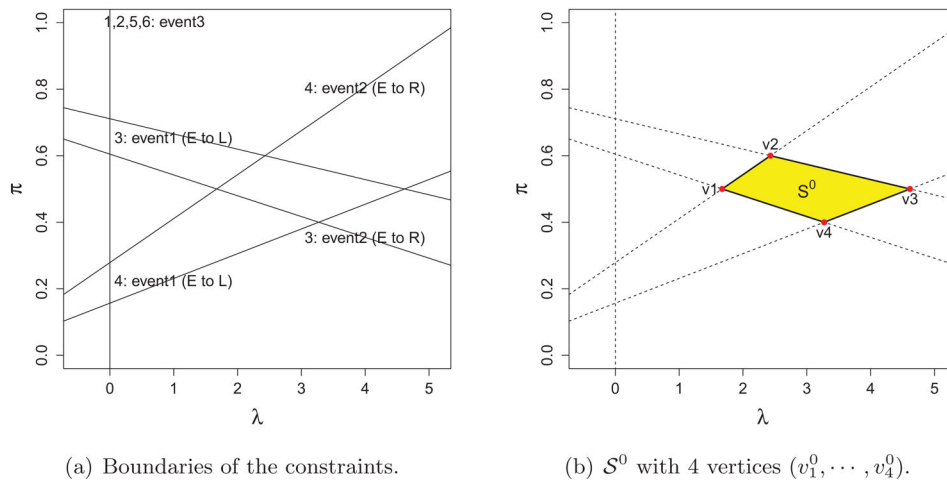 1,2,5,6: event3
4: event2 (E to R)
3: event1 (E to L)
3: event2 (E to R)
4: event1 (E to L)
π
0.0
0.2
0.4
0.6
0.8
1.0
0 1 2 3 4 5
λ
(a) Boundaries of the constraints.
v2
v1
S⁰
v3
v4
π
0.0
0.2
0.4
0.6
0.8
1.0
0 1 2 3 4 5
λ
(b) 𝒮⁰ with 4 vertices (v₁⁰, ⋯ , v₄⁰).